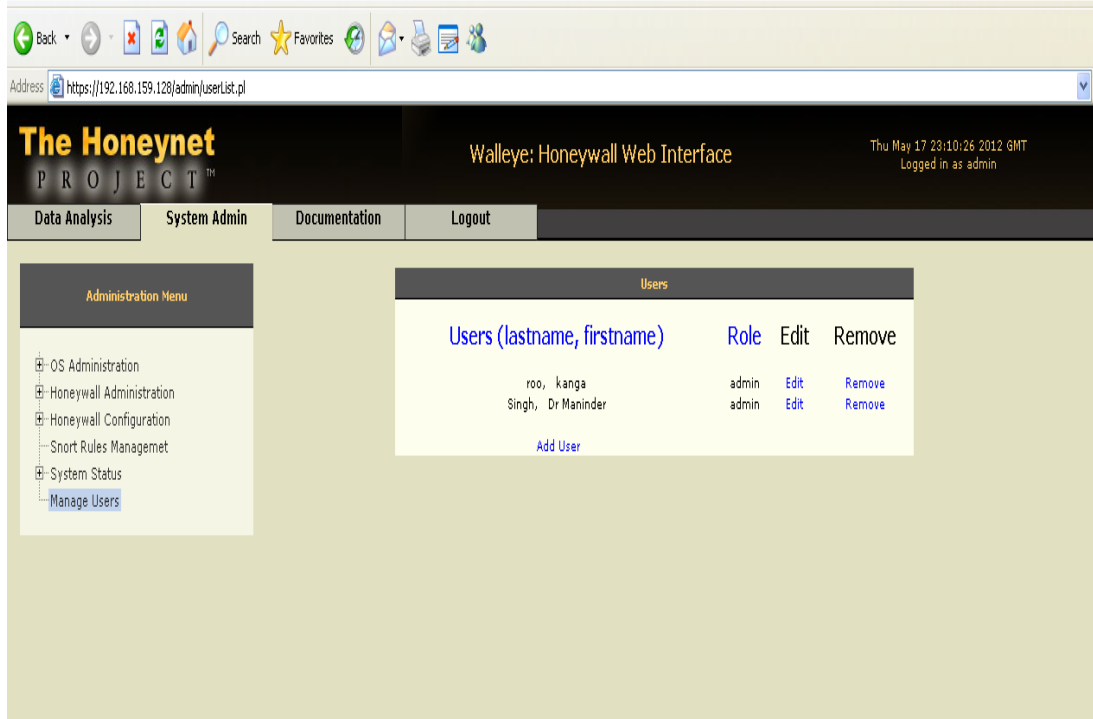 Back Search Favorites
Address https://192.168.159.128/admin/userList.pl
The Honeynet
PROJECT™
Walleye: Honeywall Web Interface
Thu May 17 23:10:26 2012 GMT
Logged in as admin
Data Analysis System Admin Documentation Logout
Administration Menu
OS Administration
Honeywall Administration
Honeywall Configuration
Snort Rules Managemet
System Status
Manage Users
Users
Users (lastname, firstname) Role Edit Remove
roo, kanga admin Edit Remove
Singh, Dr Maninder admin Edit Remove
Add User